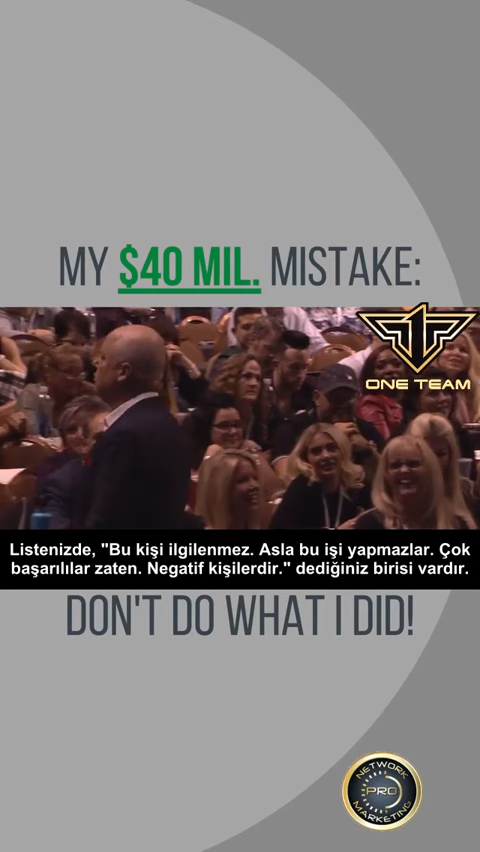 MY $40 MIL. MISTAKE:
ONE TEAM
Listenizde, "Bu kişi ilgilenmez. Asla bu işi yapmazlar. Çok
başarılılar zaten. Negatif kişilerdir." dediğiniz birisi vardır.
DON'T DO WHAT I DID!
NETWORK
PRO
MARKETING